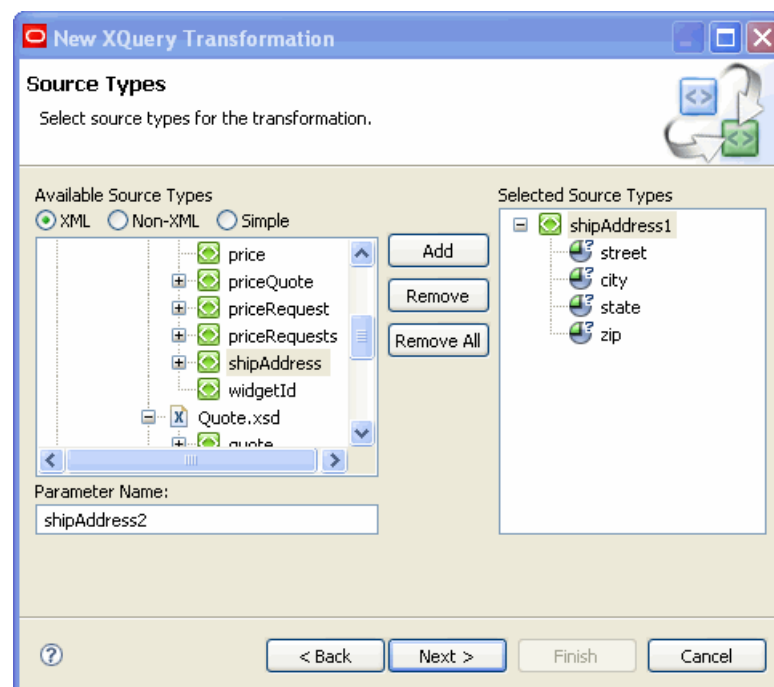 New XQuery Transformation
Source Types
Select source types for the transformation.
Available Source Types
XML Non-XML Simple
price
priceQuote
priceRequest
priceRequests
shipAddress
widgetId
Quote.xsd
quote
Parameter Name:
shipAddress2
Add
Remove
Remove All
Selected Source Types
shipAddress1
street
city
state
zip
< Back Next > Finish Cancel